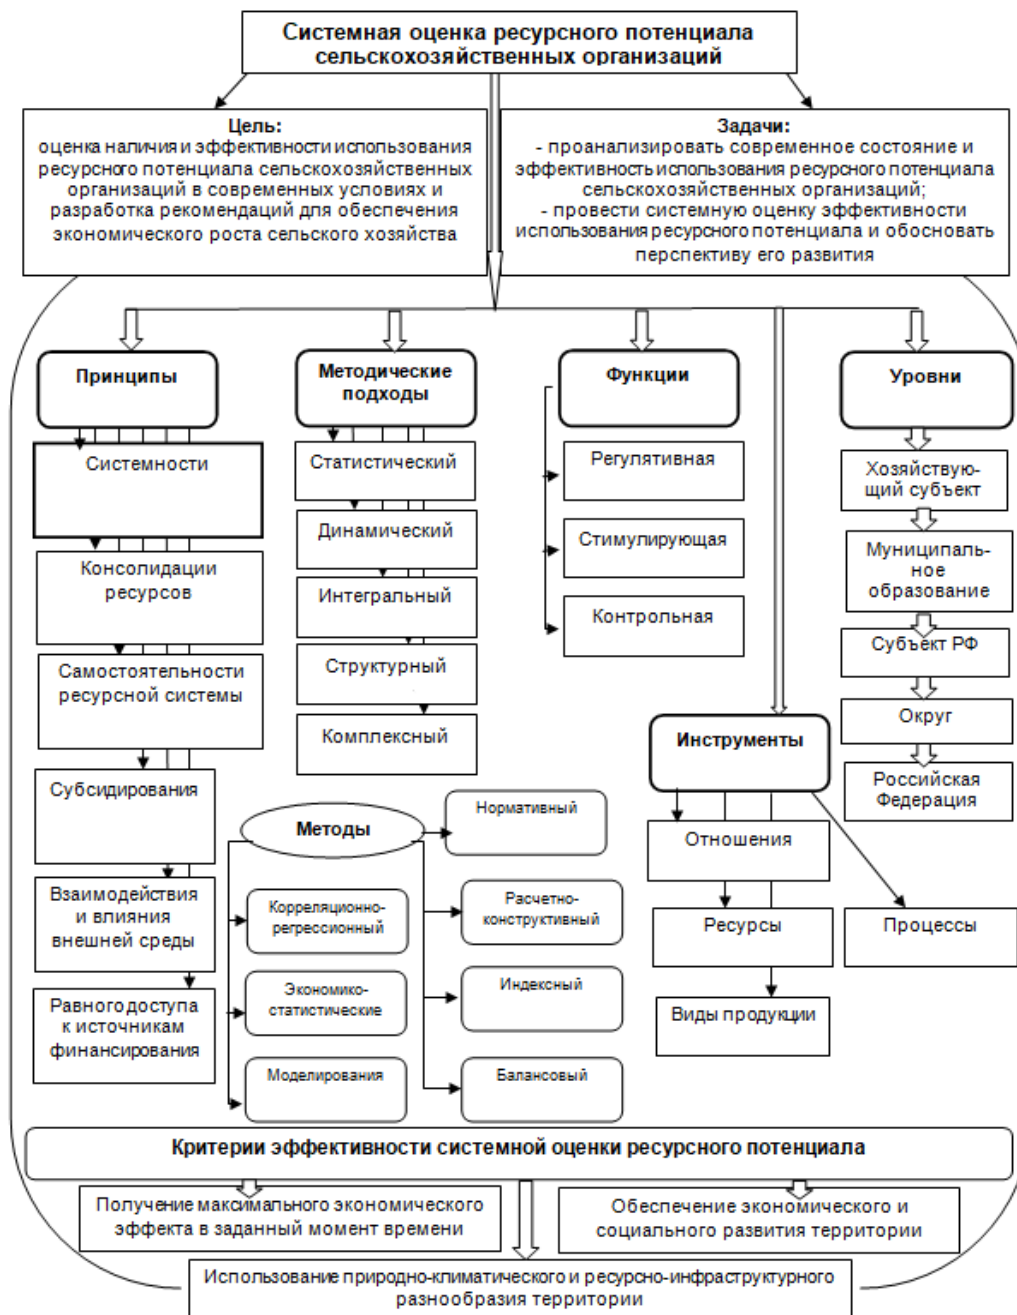 Системная оценка ресурсного потенциала
сельскохозяйственных организаций
Цель:
оценка наличия и эффективности использования
ресурсного потенциала сельскохозяйственных
организаций в современных условиях и
разработка рекомендаций для обеспечения
экономического роста сельского хозяйства
Задачи:
- проанализировать современное состояние и
эффективность использования ресурсного потенциала
сельскохозяйственных организаций;
- провести системную оценку эффективности
использования ресурсного потенциала и обосновать
перспективу его развития
Принципы
Системности
Консолидации
ресурсов
Самостоятельности
ресурсной системы
Субсидирования
Взаимодействия
и влияния
внешней среды
Равного доступа
к источникам
финансирования
Методические
подходы
Статистический
Динамический
Интегральный
Структурный
Комплексный
Функции
Регулятивная
Стимулирующая
Контрольная
Уровни
Хозяйствую-
щий субъект
Муниципаль-
ное
образование
Субъект РФ
Округ
Российская
Федерация
Инструменты
Отношения
Ресурсы
Процессы
Виды продукции
Методы
Нормативный
Корреляционно-
регрессионный
Расчетно-
конструктивный
Экономико-
статистические
Индексный
Моделирования
Балансовый
Критерии эффективности системной оценки ресурсного потенциала
Получение максимального экономического
эффекта в заданный момент времени
Обеспечение экономического и
социального развития территории
Использование природно-климатического и ресурсно-инфраструктурного
разнообразия территории